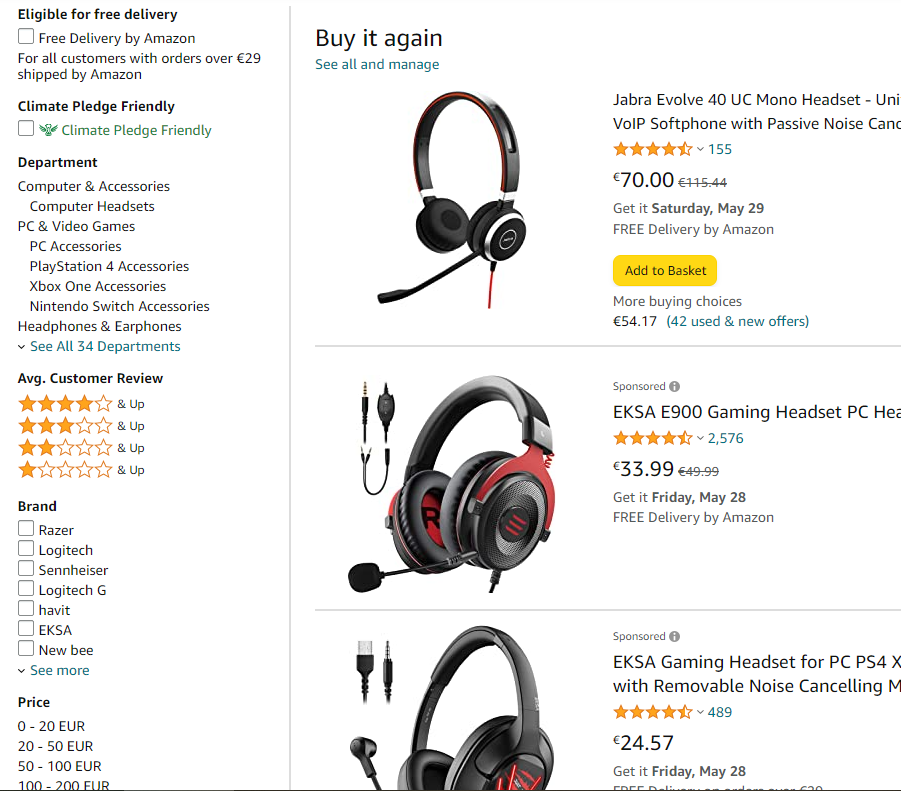 Eligible for free delivery
Free Delivery by Amazon
For all customers with orders over €29
shipped by Amazon
Climate Pledge Friendly
Climate Pledge Friendly
Department
Computer & Accessories
Computer Headsets
PC & Video Games
PC Accessories
PlayStation 4 Accessories
Xbox One Accessories
Nintendo Switch Accessories
Headphones & Earphones
See All 34 Departments
Avg. Customer Review
& Up
& Up
& Up
& Up
Brand
Razer
Logitech
Sennheiser
Logitech G
havit
EKSA
New bee
See more
Price
0 - 20 EUR
20 - 50 EUR
50 - 100 EUR
100 - 200 EUR
Buy it again
See all and manage
Jabra Evolve 40 UC Mono Headset - Uni
VoIP Softphone with Passive Noise Canc
155
€70.00 €115.44
Get it Saturday, May 29
FREE Delivery by Amazon
Add to Basket
More buying choices
€54.17 (42 used & new offers)
Sponsored
EKSA E900 Gaming Headset PC Hea
2,576
€33.99 €49.99
Get it Friday, May 28
FREE Delivery by Amazon
Sponsored
EKSA Gaming Headset for PC PS4 X
with Removable Noise Cancelling M
489
€24.57
Get it Friday, May 28
FREE Delivery on orders over €29